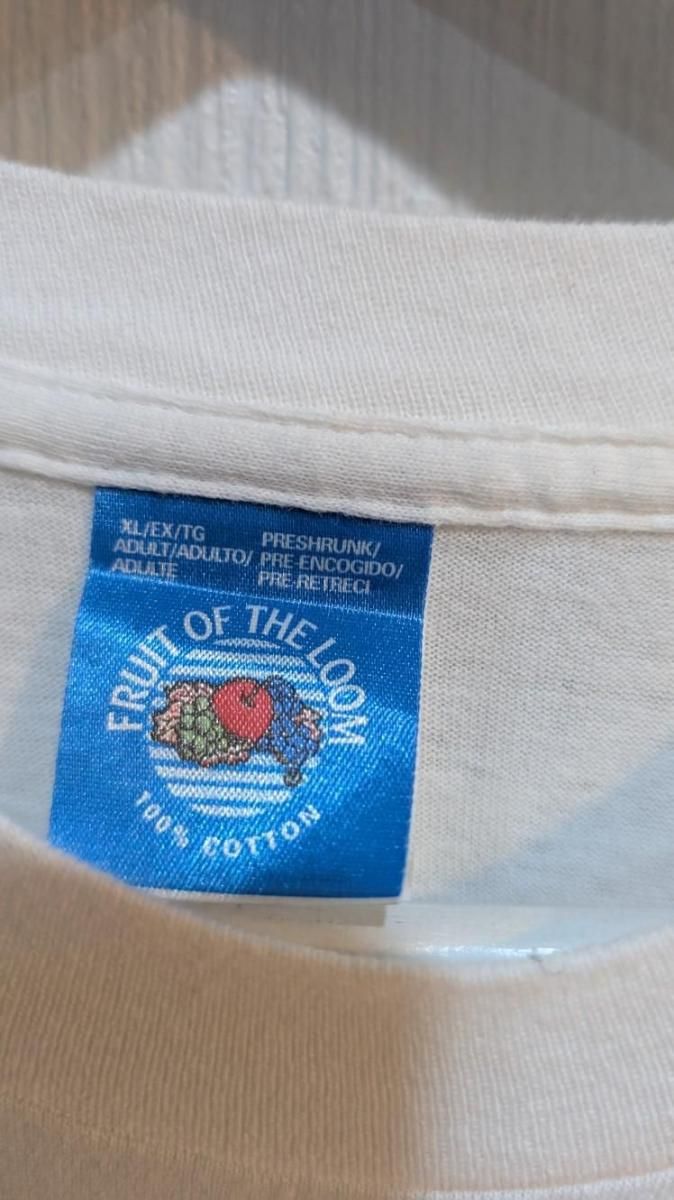 XL/EX/TG
ADULT/ADULTO/
ADULTE
PRESHRUNK/
PRE-ENCOGIDO/
PRE-RETRECI
FRUIT OF THE LOOM
100% COTTON